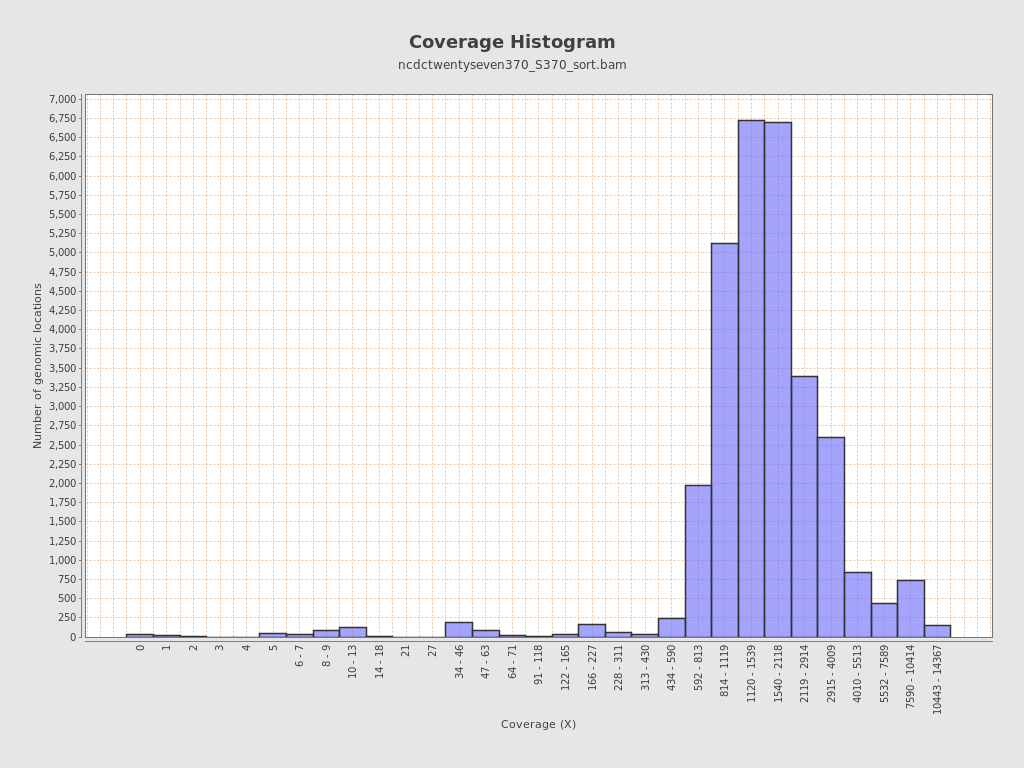 Coverage Histogram
ncdctwentyseven370_S370_sort.bam
7,000
6,750
6,500
6,250
6,000
5,750
5,500
5,250
5,000
4,750
4,500
4,250
4,000
3,750
3,500
3,250
3,000
2,750
2,500
2,250
2,000
1,750
1,500
1,250
1,000
750
500
250
0
Number of genomic locations
0
1
2
3
4
5
6 - 7
8 - 9
10 - 13
14 - 18
21
27
34 - 46
47 - 63
64 - 71
91 - 118
122 - 165
166 - 227
228 - 311
313 - 430
434 - 590
592 - 813
814 - 1119
1120 - 1539
1540 - 2118
2119 - 2914
2915 - 4009
4010 - 5513
5532 - 7589
7590 - 10414
10443 - 14367
Coverage (X)